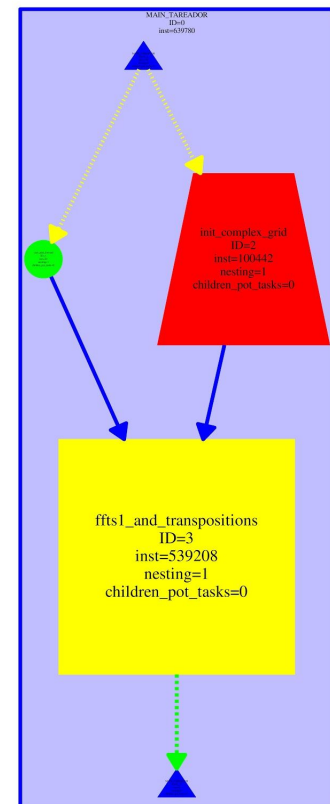 MAIN_TAREADOR
ID=0
inst=639780
init_complex_grid
ID=2
inst=100442
nesting=1
children_pot_tasks=0
ffts1_and_transpositions
ID=3
inst=539208
nesting=1
children_pot_tasks=0